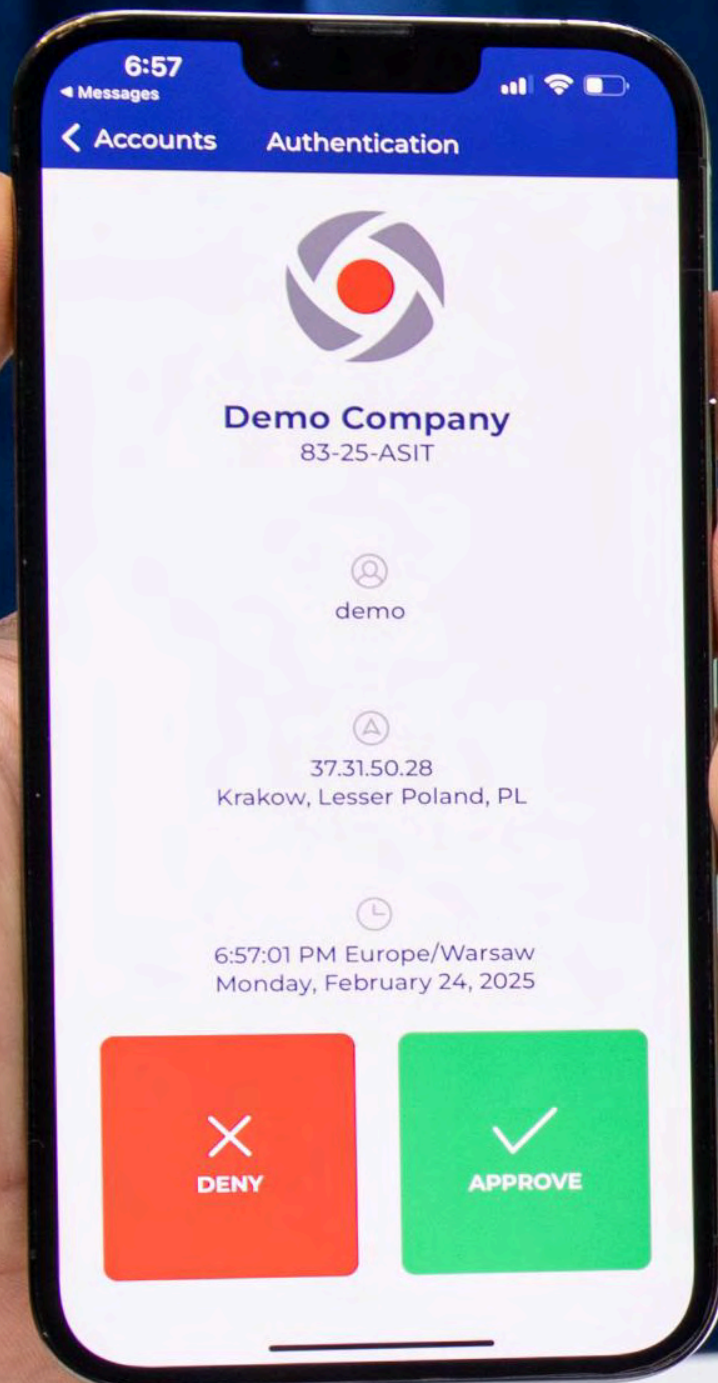 6:57
Messages
Accounts Authentication
Demo Company
83-25-ASIT
demo
37.31.50.28
Krakow, Lesser Poland, PL
6:57:01 PM Europe/Warsaw
Monday, February 24, 2025
DENY
APPROVE